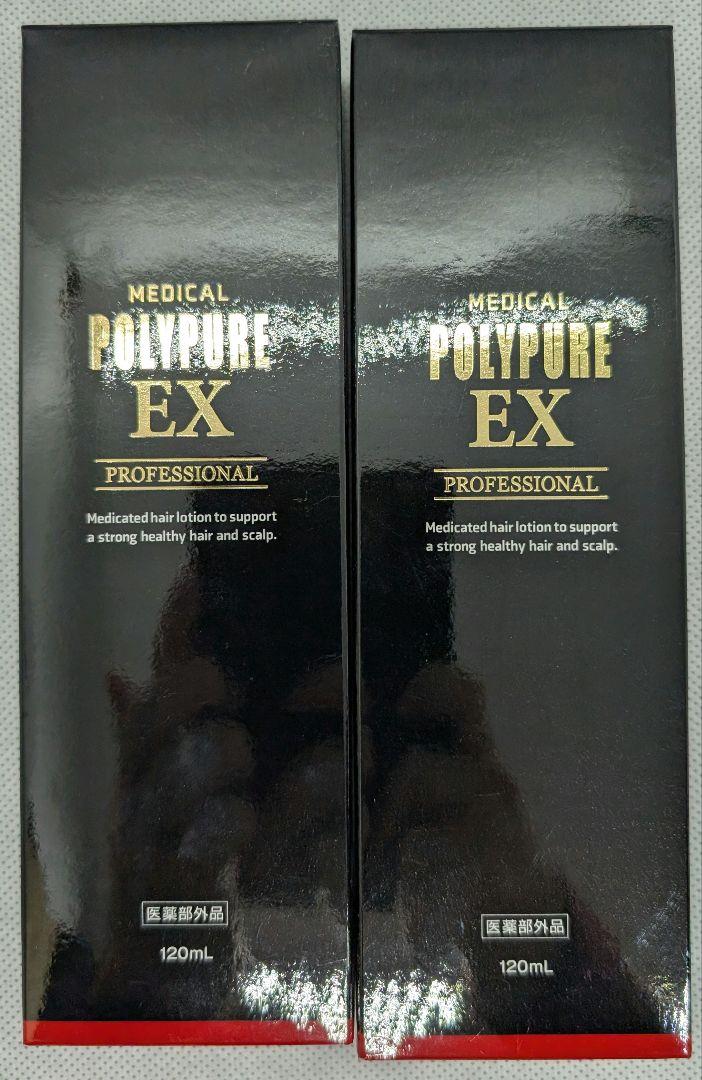 MEDICAL
POLYPURE
EX
PROFESSIONAL
Medicated hair lotion to support
a strong healthy hair and scalp.
医薬部外品
120mL
MEDICAL
POLYPURE
EX
PROFESSIONAL
Medicated hair lotion to support
a strong healthy hair and scalp.
医薬部外品
120mL